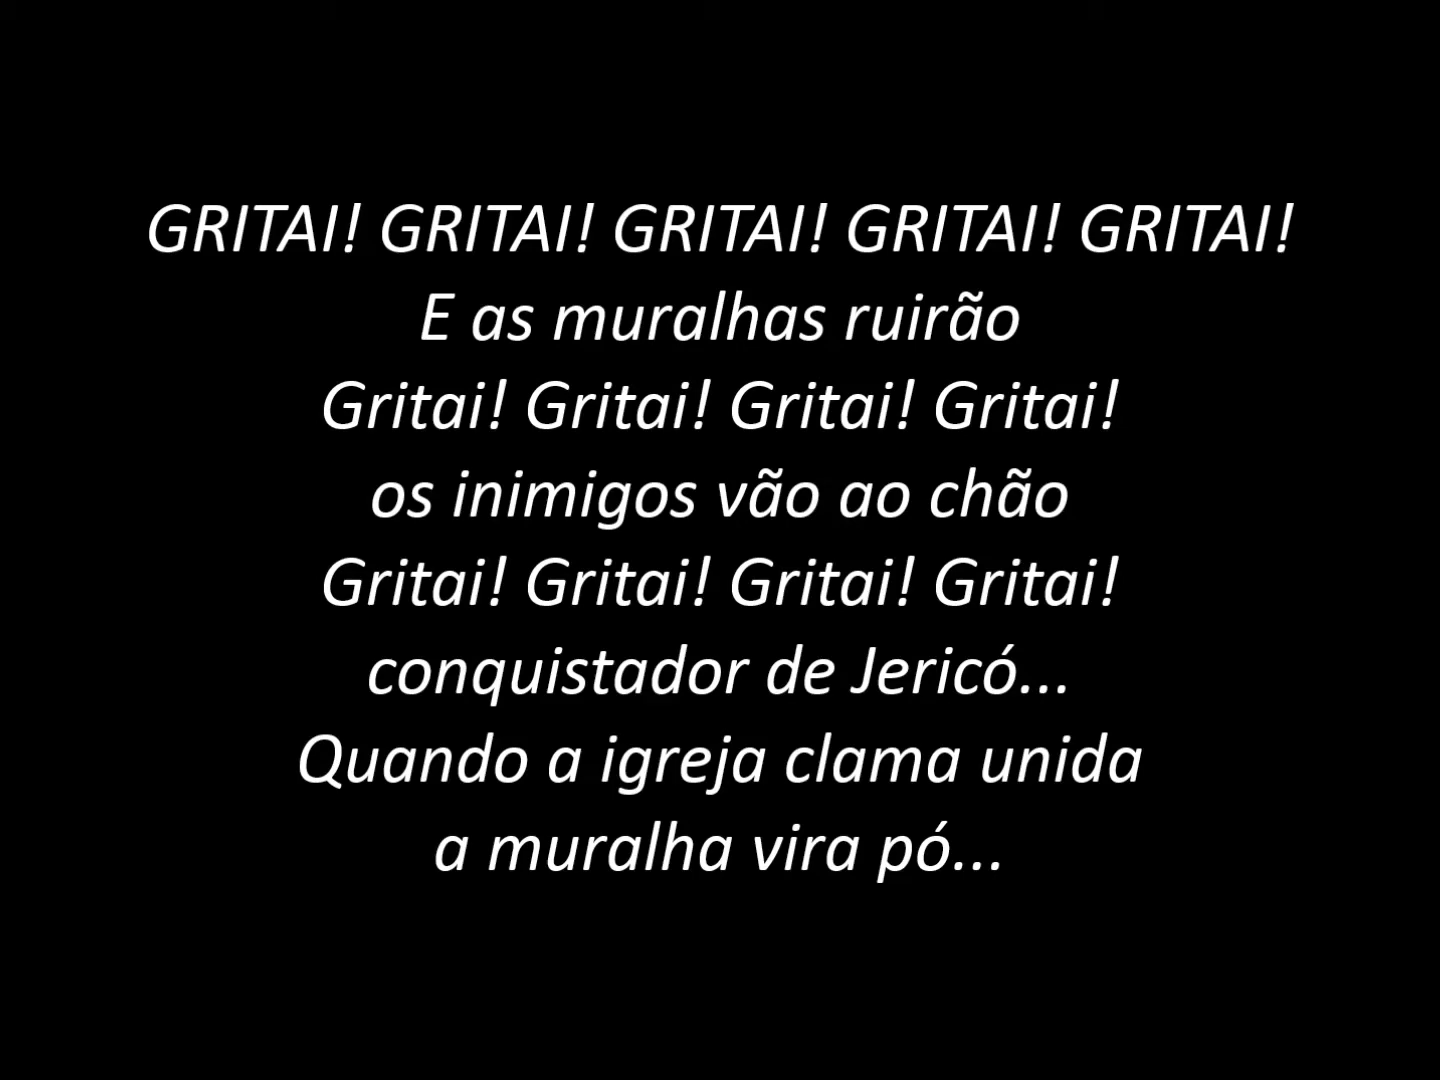 GRITAI! GRITAI! GRITAI! GRITAI! GRITAI!
E as muralhas ruirão
Gritai! Gritai! Gritai! Gritai!
os inimigos vão ao chão
Gritai! Gritai! Gritai! Gritai!
conquistador de Jericó...
Quando a igreja clama unida
a muralha vira pó...